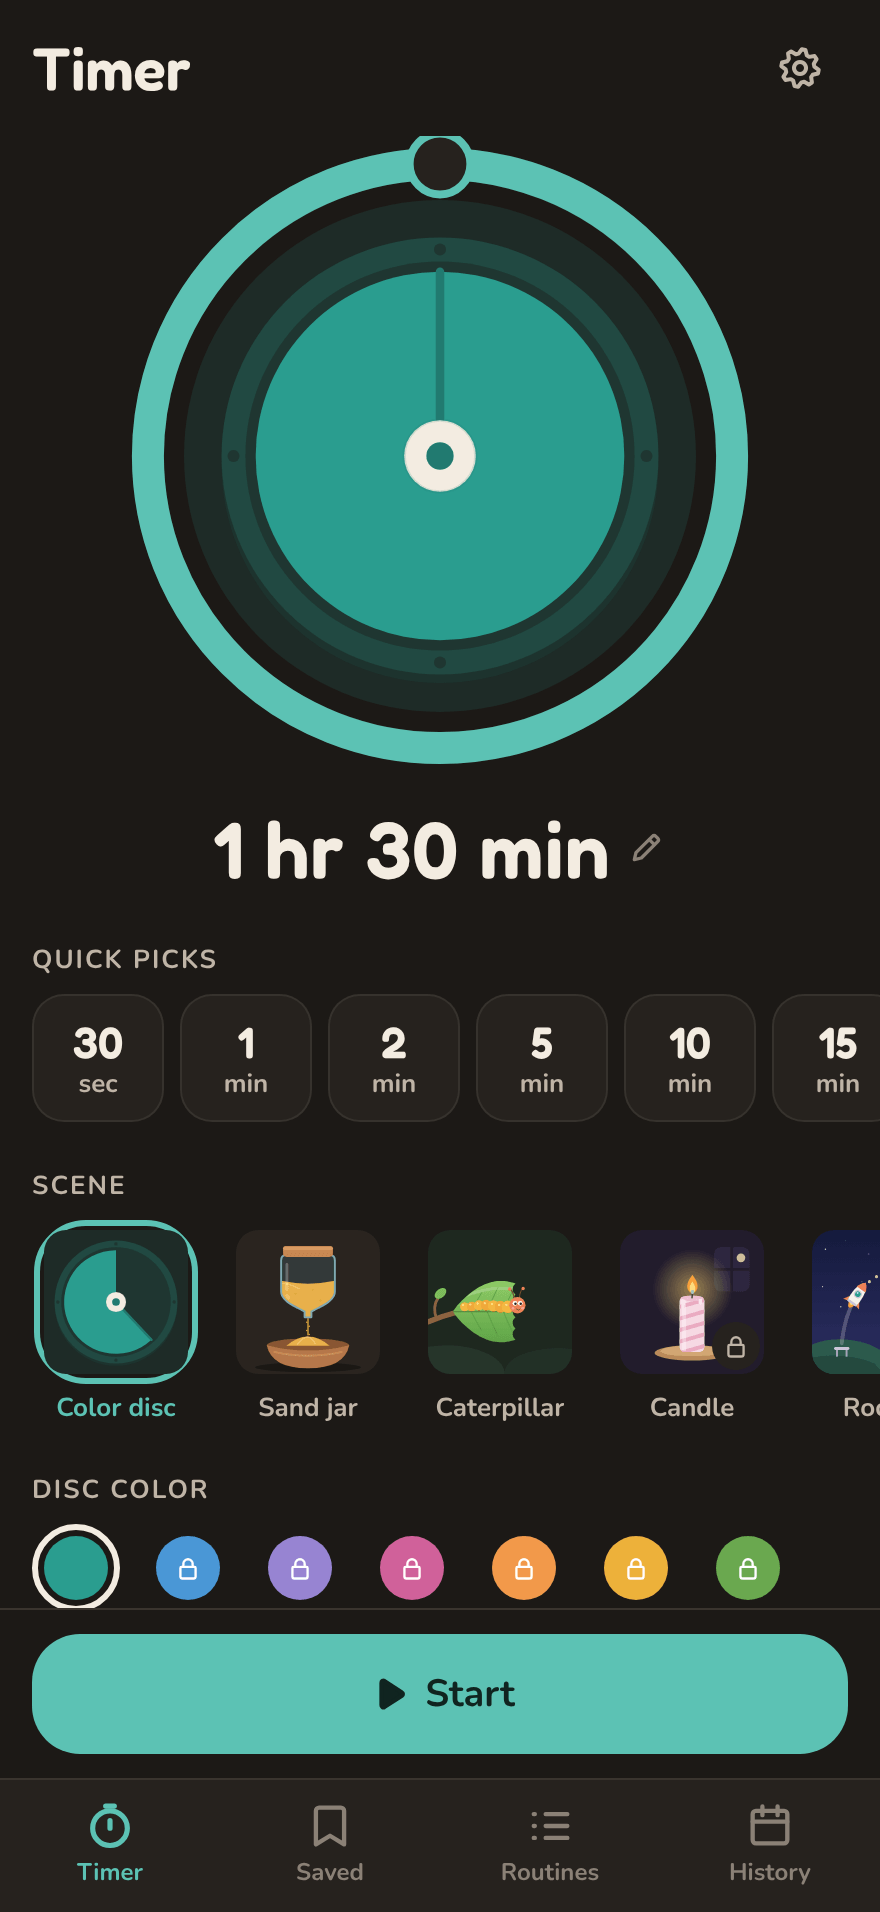 Timer
1 hr 30 min
QUICK PICKS
30 sec
1 min
2 min
5 min
10 min
15 min
SCENE
Color disc
Sand jar
Caterpillar
Candle
DISC COLOR
Start
Timer
Saved
Routines
History